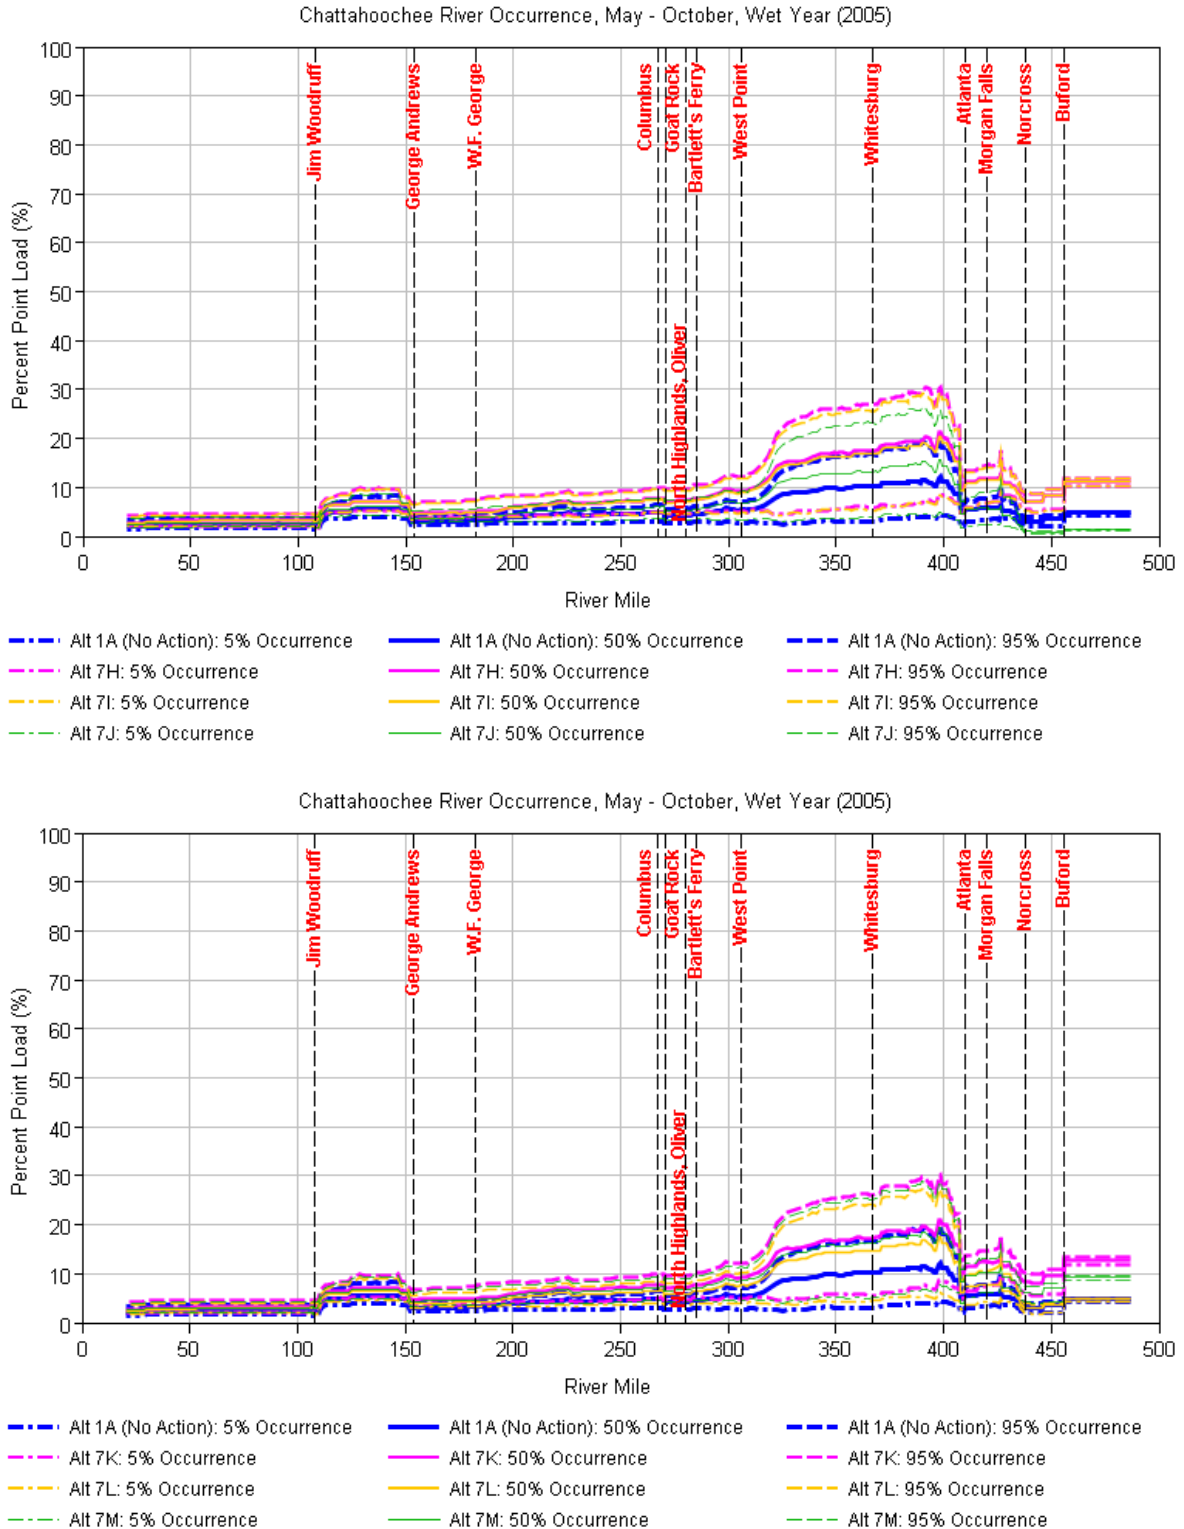 Chattahoochee River Occurrence, May - October, Wet Year (2005)
100
90
80
70
60
50
40
30
20
10
0
Percent Point Load (%)
Jim Woodruff
George Andrews
W.F. George
Columbus
Goat Rock
North Highlands, Oliver
Bartlett's Ferry
West Point
Whitesburg
Atlanta
Morgan Falls
Norcross
Buford
0 50 100 150 200 250 300 350 400 450 500
River Mile
Alt 1A (No Action): 5% Occurrence Alt 1A (No Action): 50% Occurrence Alt 1A (No Action): 95% Occurrence
Alt 7H: 5% Occurrence Alt 7H: 50% Occurrence Alt 7H: 95% Occurrence
Alt 7I: 5% Occurrence Alt 7I: 50% Occurrence Alt 7I: 95% Occurrence
Alt 7J: 5% Occurrence Alt 7J: 50% Occurrence Alt 7J: 95% Occurrence
Chattahoochee River Occurrence, May - October, Wet Year (2005)
100
90
80
70
60
50
40
30
20
10
0
Percent Point Load (%)
Jim Woodruff
George Andrews
W.F. George
Columbus
Goat Rock
North Highlands, Oliver
Bartlett's Ferry
West Point
Whitesburg
Atlanta
Morgan Falls
Norcross
Buford
0 50 100 150 200 250 300 350 400 450 500
River Mile
Alt 1A (No Action): 5% Occurrence Alt 1A (No Action): 50% Occurrence Alt 1A (No Action): 95% Occurrence
Alt 7K: 5% Occurrence Alt 7K: 50% Occurrence Alt 7K: 95% Occurrence
Alt 7L: 5% Occurrence Alt 7L: 50% Occurrence Alt 7L: 95% Occurrence
Alt 7M: 5% Occurrence Alt 7M: 50% Occurrence Alt 7M: 95% Occurrence